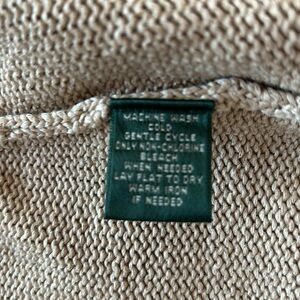 MACHINE WASH
COLD
GENTLE CYCLE
ONLY NON-CHLORINE
BLEACH
WHEN NEEDED
LAY FLAT TO DRY
WARM IRON
IF NEEDED